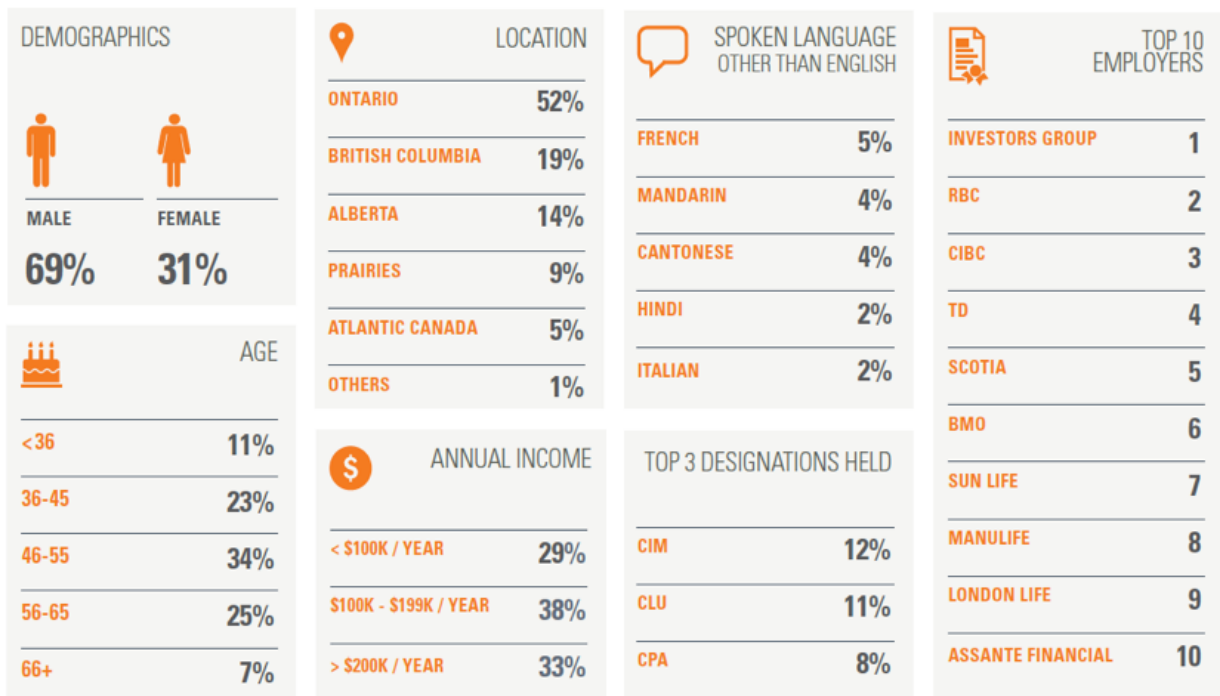 DEMOGRAPHICS
MALE FEMALE
69% 31%
AGE
<36 11%
36-45 23%
46-55 34%
56-65 25%
66+ 7%
LOCATION
ONTARIO 52%
BRITISH COLUMBIA 19%
ALBERTA 14%
PRAIRIES 9%
ATLANTIC CANADA 5%
OTHERS 1%
$
ANNUAL INCOME
< $100K / YEAR 29%
$100K - $199K / YEAR 38%
> $200K / YEAR 33%
SPOKEN LANGUAGE
OTHER THAN ENGLISH
FRENCH 5%
MANDARIN 4%
CANTONESE 4%
HINDI 2%
ITALIAN 2%
TOP 3 DESIGNATIONS HELD
CIM 12%
CLU 11%
CPA 8%
TOP 10
EMPLOYERS
INVESTORS GROUP 1
RBC 2
CIBC 3
TD 4
SCOTIA 5
BMO 6
SUN LIFE 7
MANULIFE 8
LONDON LIFE 9
ASSANTE FINANCIAL 10